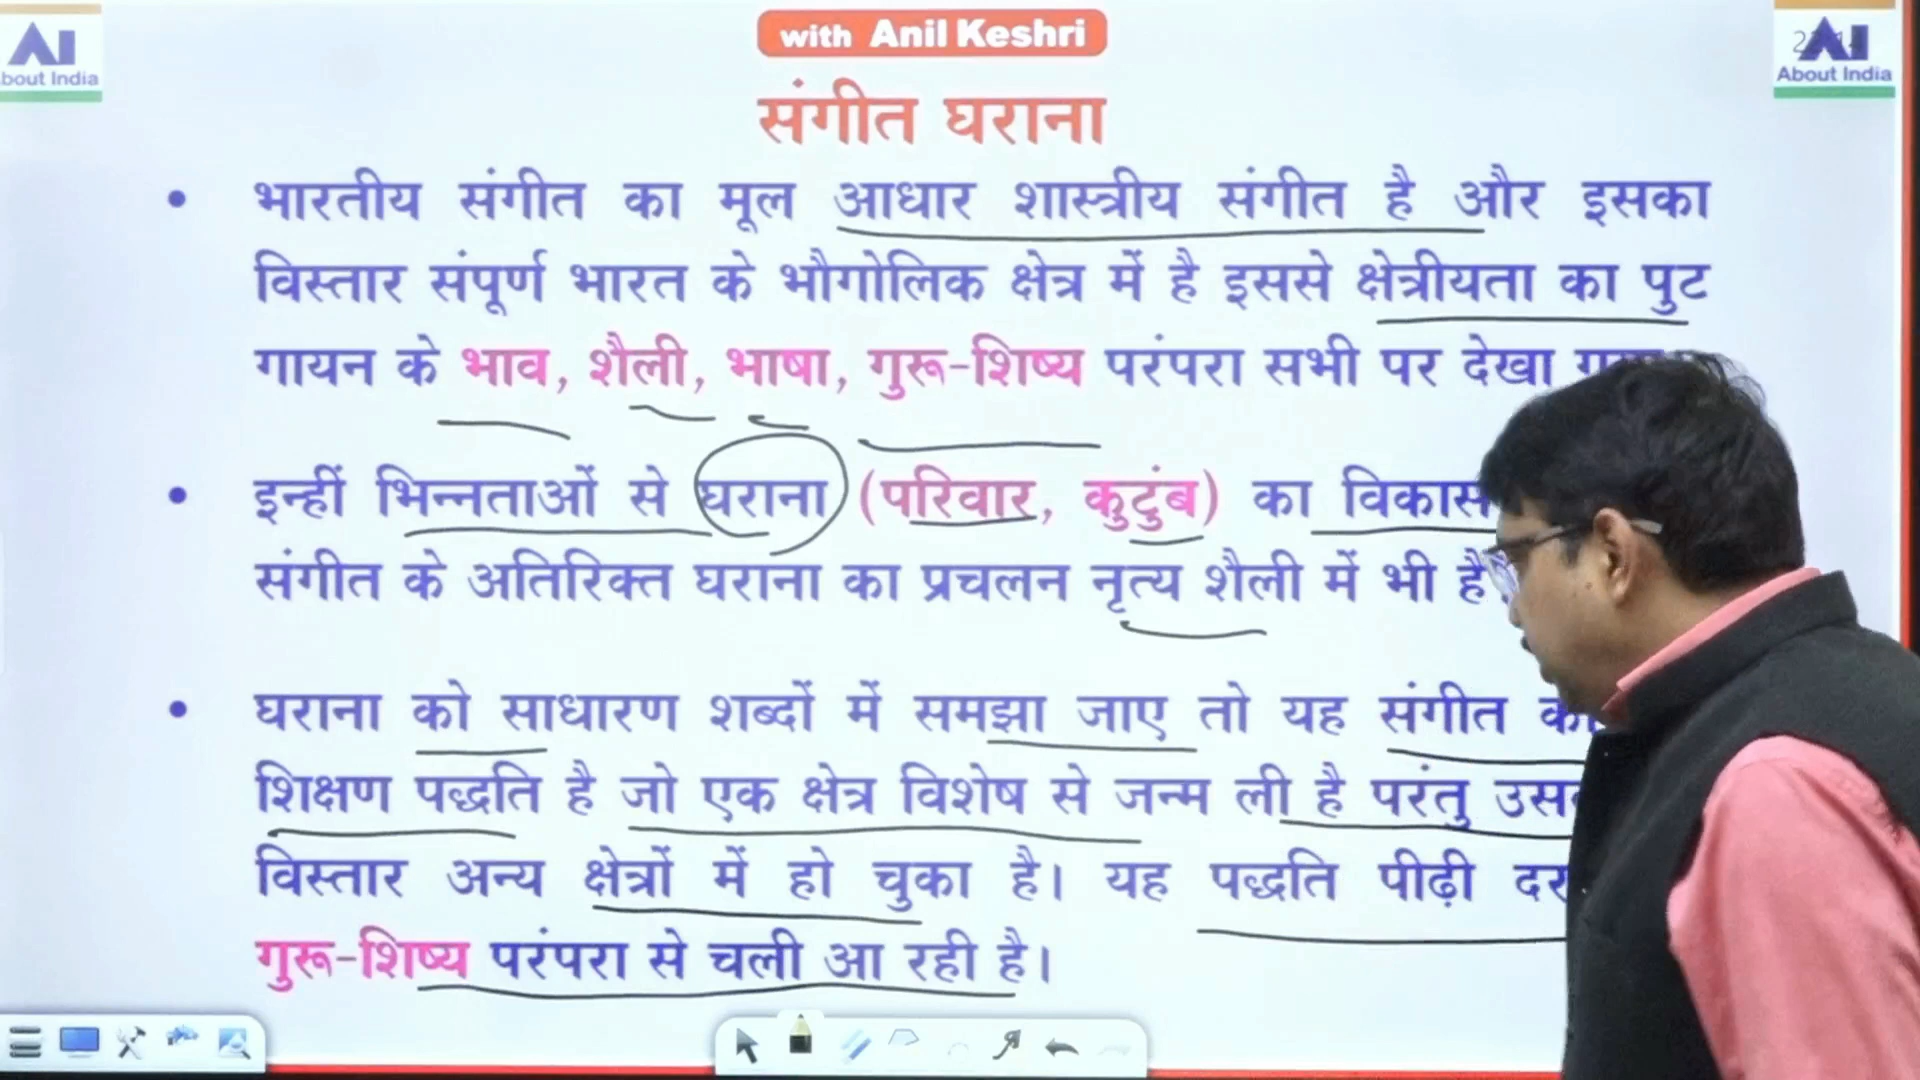 AI
bout India
with Anil Keshri
AI
About India
संगीत घराना
• भारतीय संगीत का मूल आधार शास्त्रीय संगीत है और इसका
विस्तार संपूर्ण भारत के भौगोलिक क्षेत्र में है इससे क्षेत्रीयता का पुट
गायन के भाव, शैली, भाषा, गुरू-शिष्य परंपरा सभी पर देखा
• इन्हीं भिन्नताओं से घराना (परिवार, कुटुंब) का विकास
संगीत के अतिरिक्त घराना का प्रचलन नृत्य शैली में भी है
• घराना को साधारण शब्दों में समझा जाए तो यह संगीत
शिक्षण पद्धति है जो एक क्षेत्र विशेष से जन्म ली है परंतु
विस्तार अन्य क्षेत्रों में हो चुका है। यह पद्धति पीढ़ी दर
गुरू-शिष्य परंपरा से चली आ रही है।